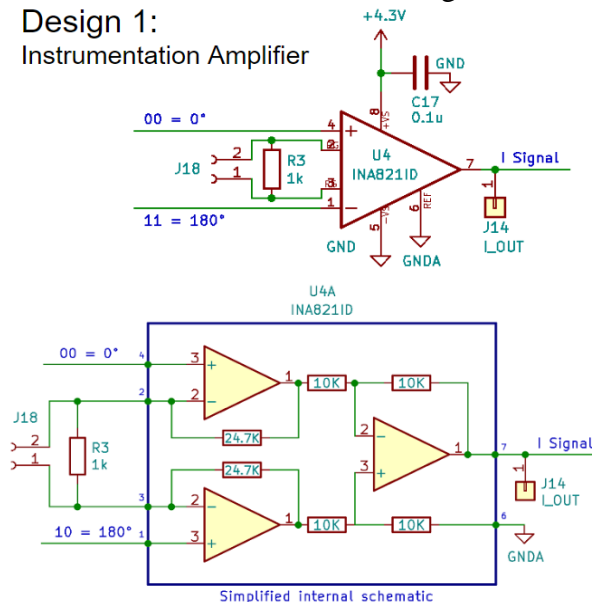 Design 1:
Instrumentation Amplifier
+4.3V
GND
C17
0.1u
00 = 0°
8
+VS
4
+
2
RG
U4
INA821ID
7
I Signal
J18
2
1
R3
1k
3
RG
1
−
11 = 180°
5
-VS
6
REF
1
J14
I_OUT
GND
GNDA
U4A
INA821ID
00 = 0°
4
3
+
1
10K
10K
2
2
−
J18
2
1
R3
1k
24.7K
2
−
1
7
I Signal
24.7K
3
+
1
J14
I_OUT
3
2
−
1
10K
10K
6
10 = 180°
1
3
+
GNDA
Simplified internal schematic